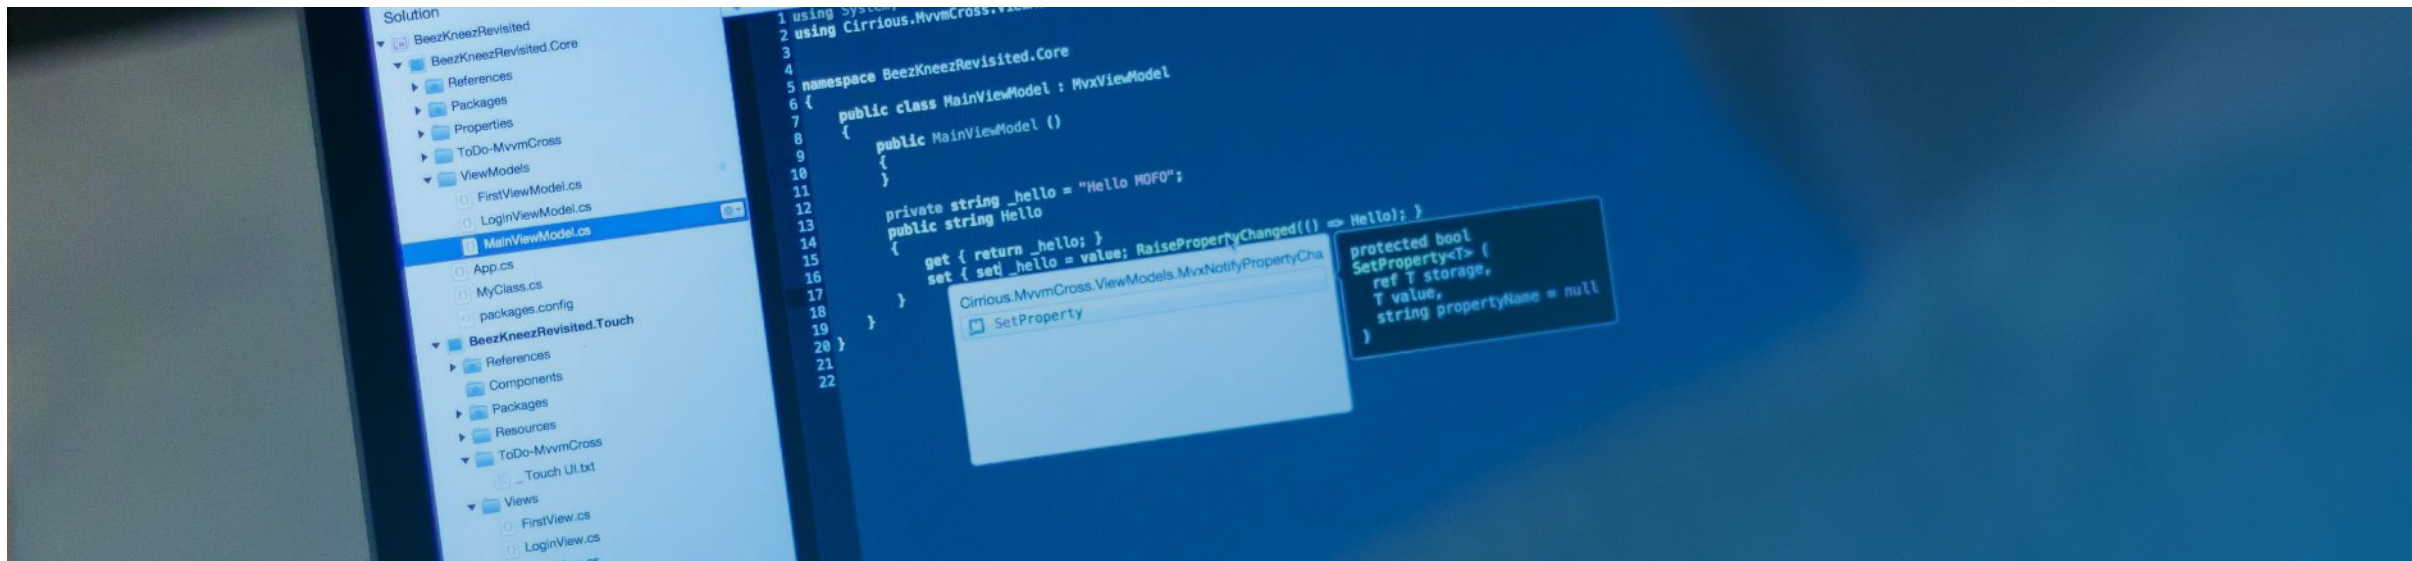 Solution
BeezKneezRevisited
BeezKneezRevisited.Core
References
Packages
Properties
ToDo-MvvmCross
ViewModels
FirstViewModel.cs
LoginViewModel.cs
MainViewModel.cs
App.cs
MyClass.cs
packages.config
BeezKneezRevisited.Touch
References
Components
Packages
Resources
ToDo-MvvmCross
_ Touch UI.txt
Views
FirstView.cs
LoginView.cs
1 using
2 using Cirrious.MvvmCross.
3
4
5 namespace BeezKneezRevisited.Core
6 {
7 public class MainViewModel : MvxViewModel
8 {
9 public MainViewModel ()
10 {
11 }
12
13 private string _hello = "Hello MOFO";
14 public string Hello
15 {
16 get { return _hello; }
17 set { set _hello = value; RaisePropertyChanged(() => Hello); }
18 }
19 }
20 }
21
22
Cirrious.MvvmCross.ViewModels.MvxNotifyPropertyCha
SetProperty
protected bool
SetProperty<T> (
ref T storage,
T value,
string propertyName = null
)